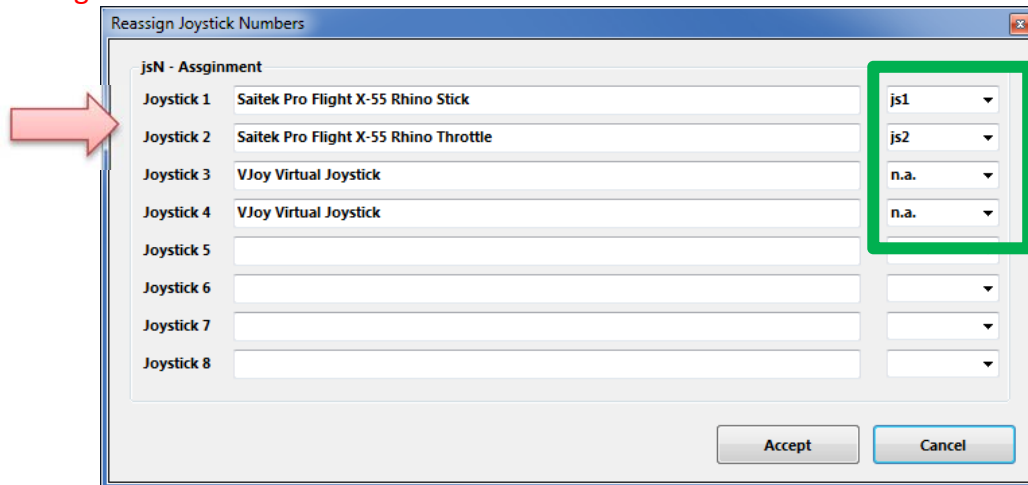 Reassign Joystick Numbers
jsN - Assginment
Joystick 1 Saitek Pro Flight X-55 Rhino Stick js1
Joystick 2 Saitek Pro Flight X-55 Rhino Throttle js2
Joystick 3 VJoy Virtual Joystick n.a.
Joystick 4 VJoy Virtual Joystick n.a.
Joystick 5
Joystick 6
Joystick 7
Joystick 8
Accept Cancel